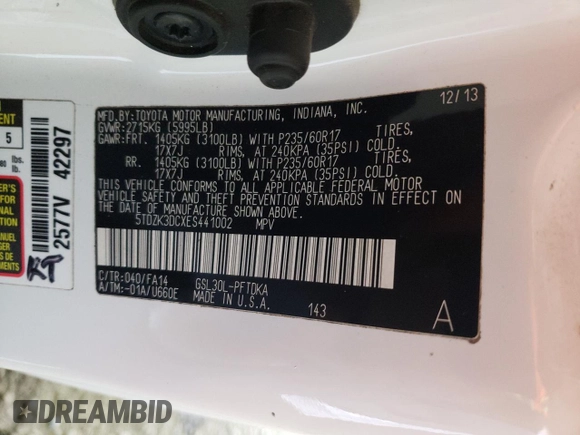 MFD.BY:TOYOTA MOTOR MANUFACTURING, INDIANA, INC. 12/13
GVWR:2715KG (5995LB)
GAWR:FRT. 1405KG (3100LB) WITH P235/60R17 TIRES,
17X7J RIMS, AT 240KPA (35PSI) COLD.
RR. 1405KG (3100LB) WITH P235/60R17 TIRES,
17X7J RIMS, AT 240KPA (35PSI) COLD.
THIS VEHICLE CONFORMS TO ALL APPLICABLE FEDERAL MOTOR
VEHICLE SAFETY AND THEFT PREVENTION STANDARDS IN EFFECT
ON THE DATE OF MANUFACTURE SHOWN ABOVE.
5TDZK3DCXES441002 MPV
C/TR:040/FA14 GSL30L-PFTDKA
A/TM:-01A/U660E MADE IN U.S.A.
143
A
2577V 42297
RT
ENT
5
lbs.
kg.
DREAMBID